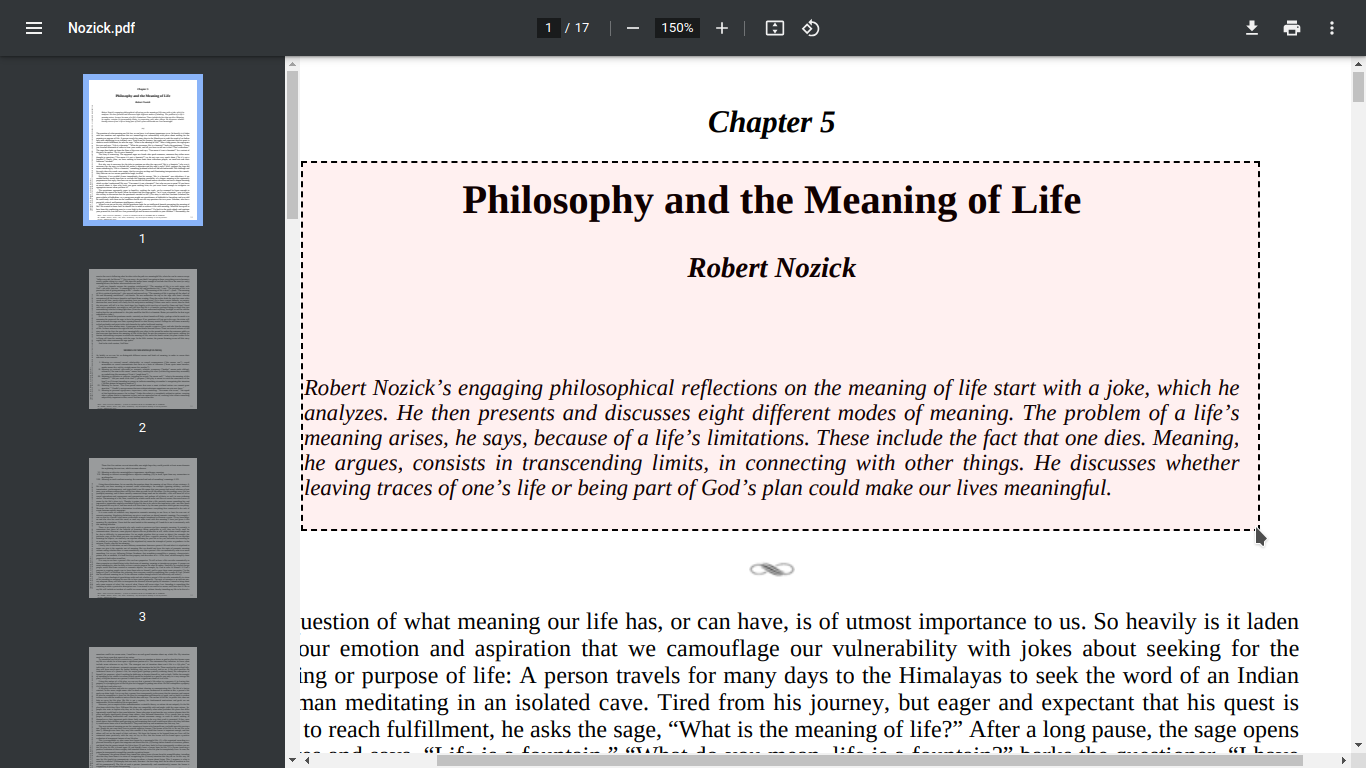 Nozick.pdf
1 / 17
150%
1
2
3
Chapter 5
Philosophy and the Meaning of Life
Robert Nozick
Robert Nozick’s engaging philosophical reflections on the meaning of life start with a joke, which he
analyzes. He then presents and discusses eight different modes of meaning. The problem of a life’s
meaning arises, he says, because of a life’s limitations. These include the fact that one dies. Meaning,
he argues, consists in transcending limits, in connecting with other things. He discusses whether
leaving traces of one’s life or being part of God’s plan could make our lives meaningful.
uestion of what meaning our life has, or can have, is of utmost importance to us. So heavily is it laden
our emotion and aspiration that we camouflage our vulnerability with jokes about seeking for the
ing or purpose of life: A person travels for many days to the Himalayas to seek the word of an Indian
man meditating in an isolated cave. Tired from his journey, but eager and expectant that his quest is
to reach fulfillment, he asks the sage, “What is the meaning of life?” After a long pause, the sage opens